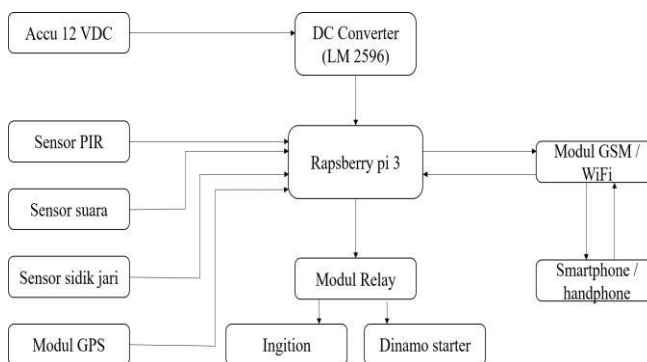 Accu 12 VDC
DC Converter
(LM 2596)
Sensor PIR
Rapsberry pi 3
Modul GSM /
WiFi
Sensor suara
Sensor sidik jari
Modul Relay
Smartphone /
handphone
Modul GPS
Ingition
Dinamo starter